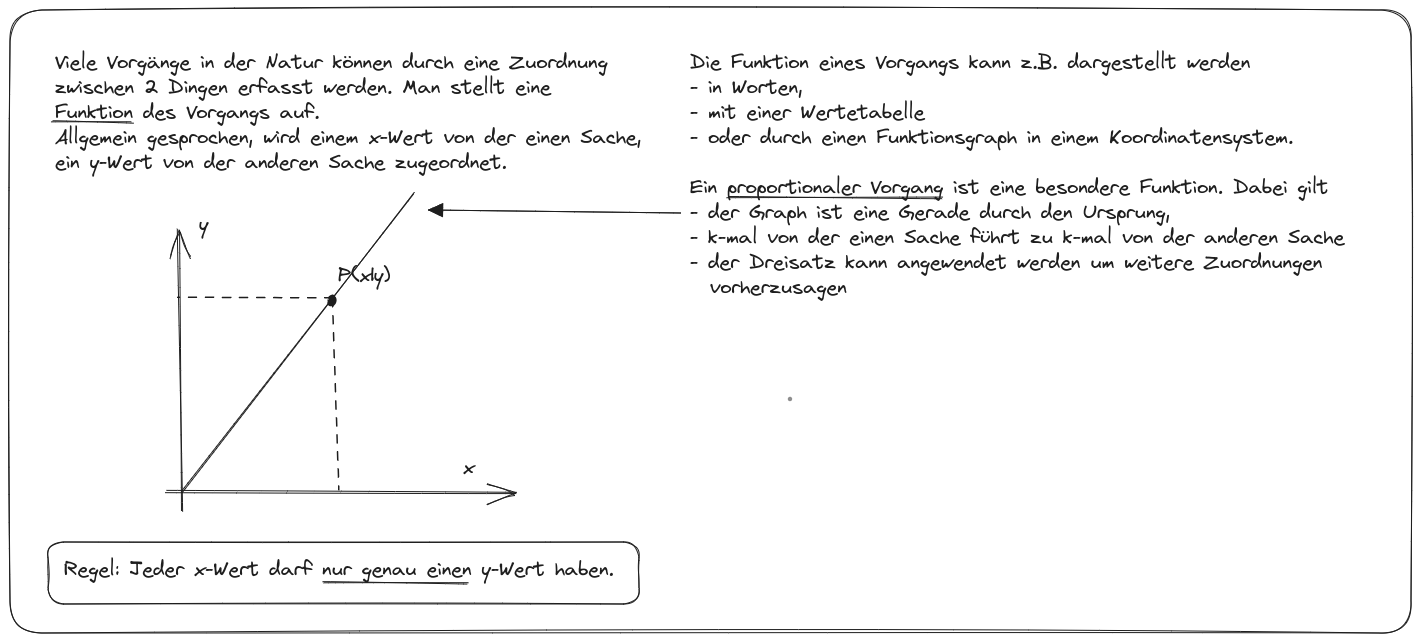 Viele Vorgänge in der Natur können durch eine Zuordnung
zwischen 2 Dingen erfasst werden. Man stellt eine
Funktion des Vorgangs auf.
Allgemein gesprochen, wird einem x-Wert von der einen Sache,
ein y-Wert von der anderen Sache zugeordnet.
y
P(x|y)
x
Regel: Jeder x-Wert darf nur genau einen y-Wert haben.
Die Funktion eines Vorgangs kann z.B. dargestellt werden
- in Worten,
- mit einer Wertetabelle
- oder durch einen Funktionsgraph in einem Koordinatensystem.
Ein proportionaler Vorgang ist eine besondere Funktion. Dabei gilt
- der Graph ist eine Gerade durch den Ursprung,
- k-mal von der einen Sache führt zu k-mal von der anderen Sache
- der Dreisatz kann angewendet werden um weitere Zuordnungen
vorherzusagen